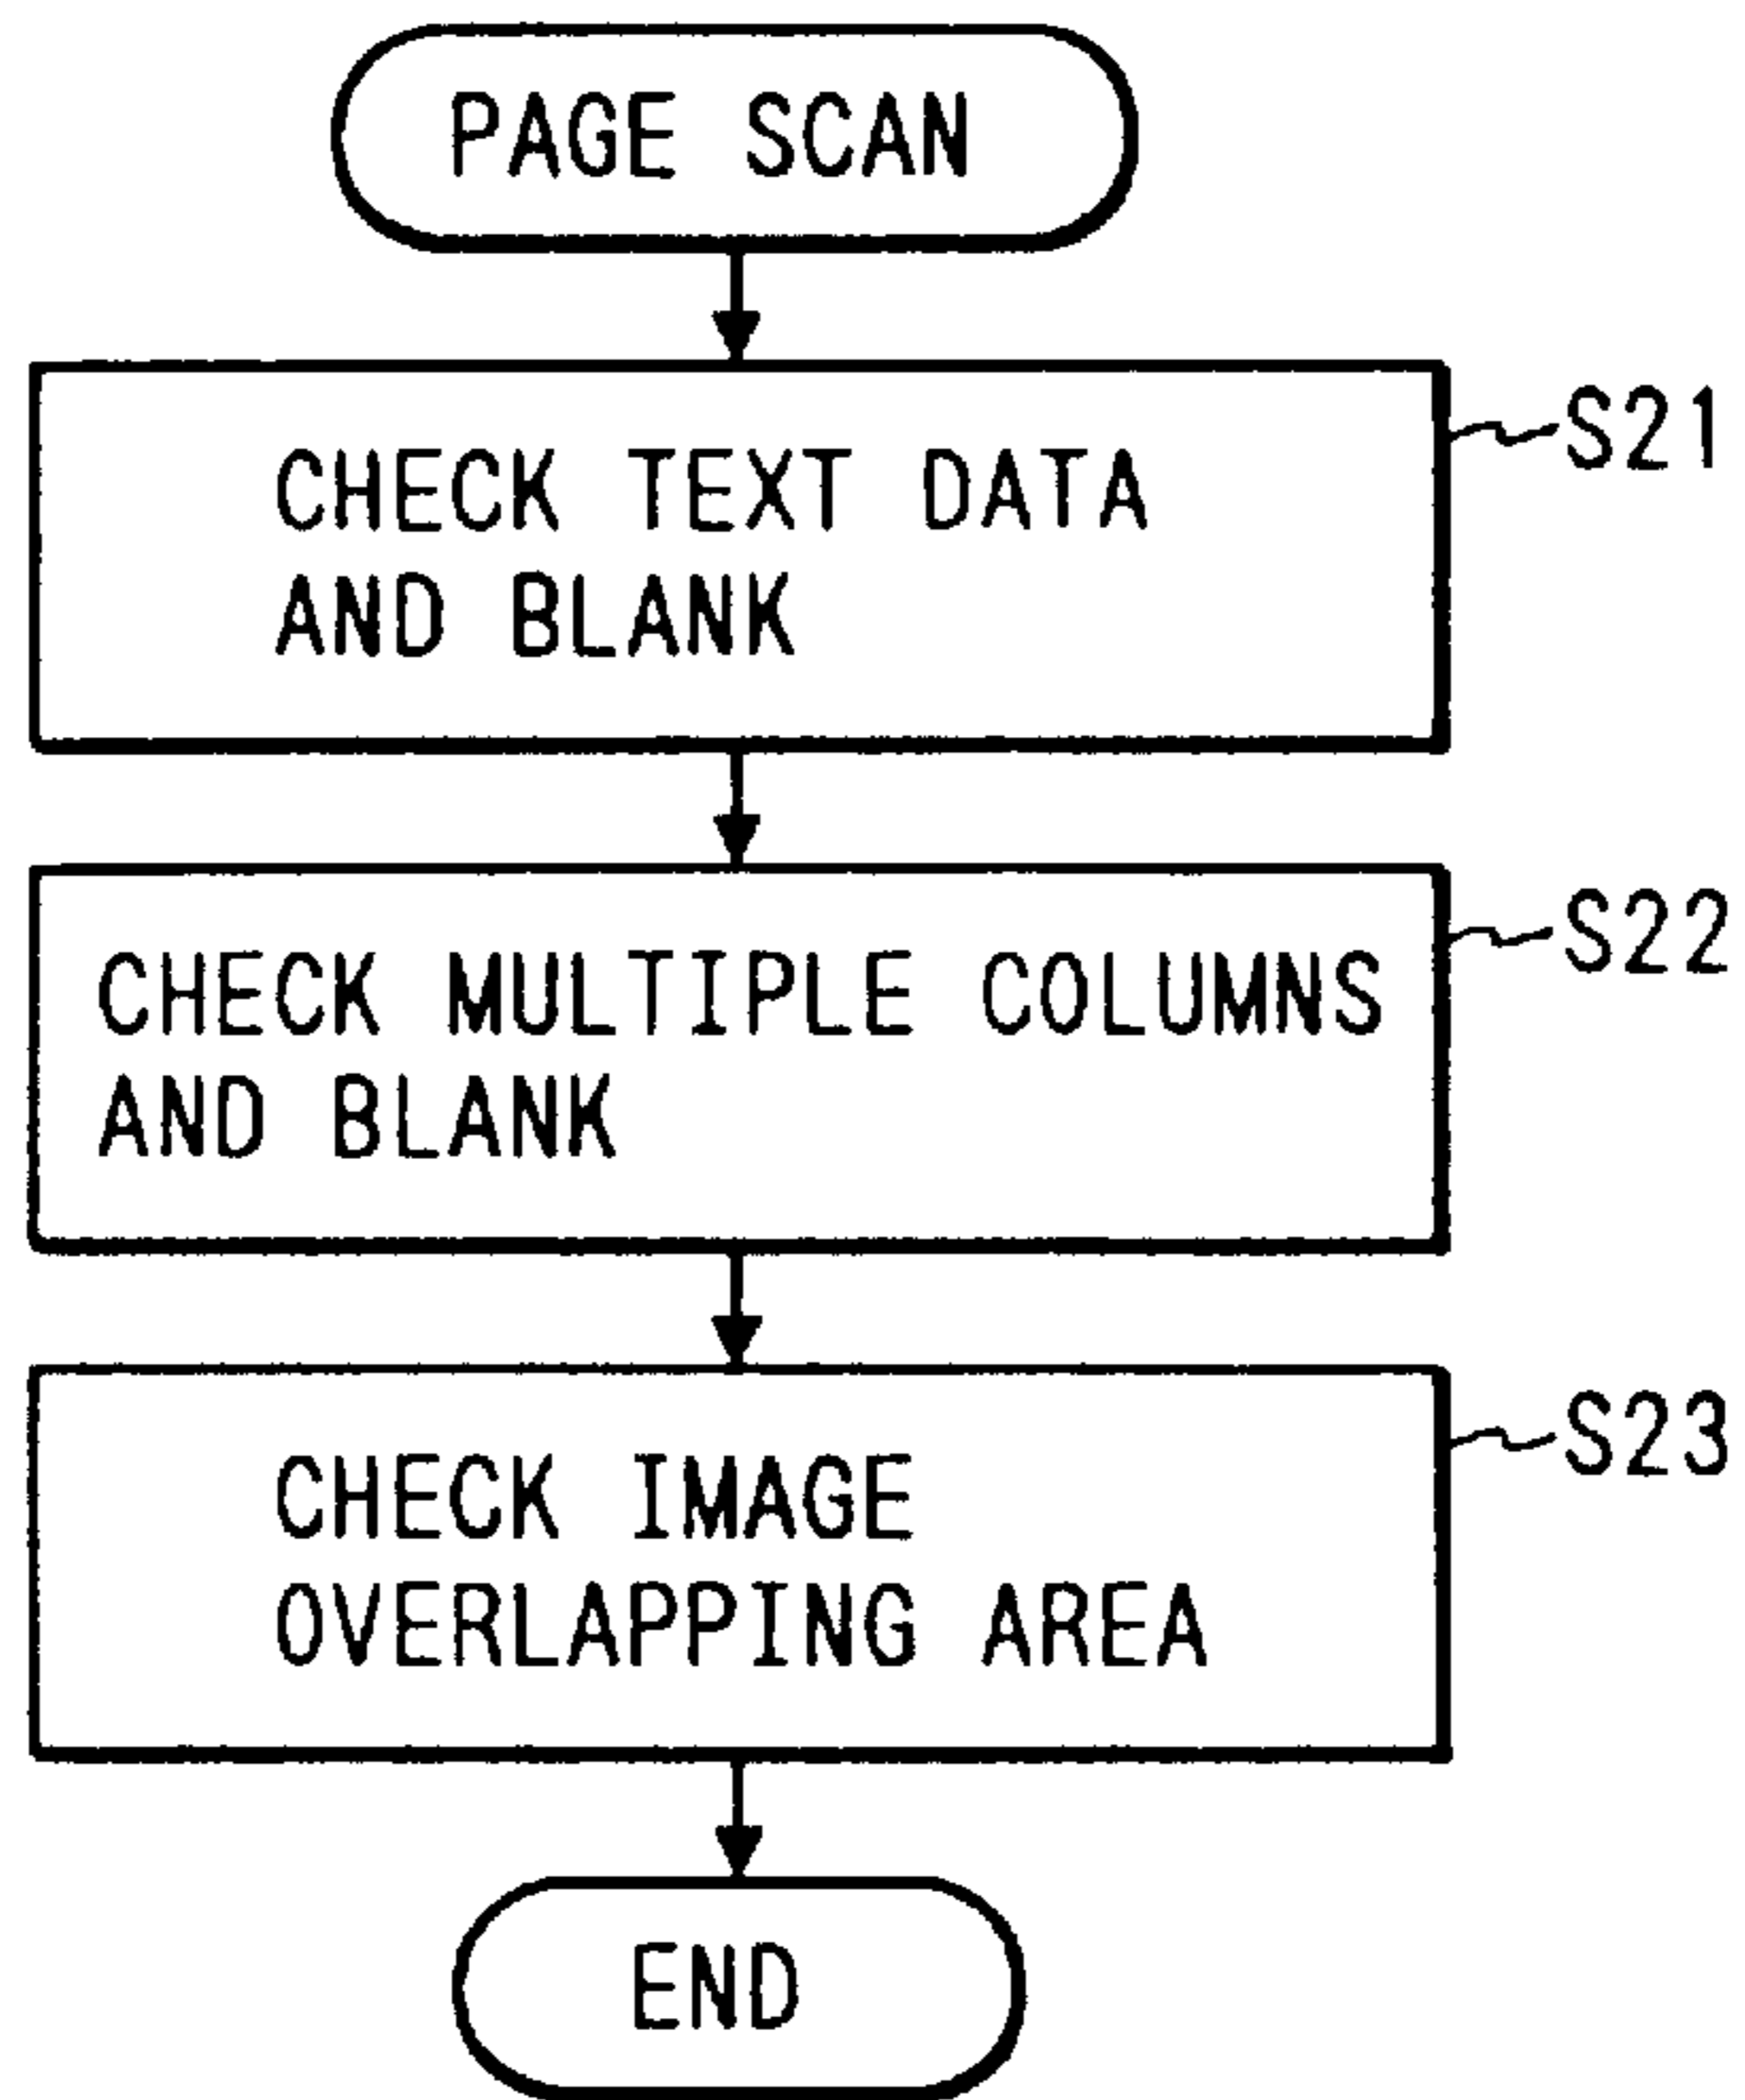 PAGE SCAN
CHECK TEXT DATA
AND BLANK
S21
CHECK MULTIPLE COLUMNS
AND BLANK
S22
CHECK IMAGE
OVERLAPPING AREA
S23
END